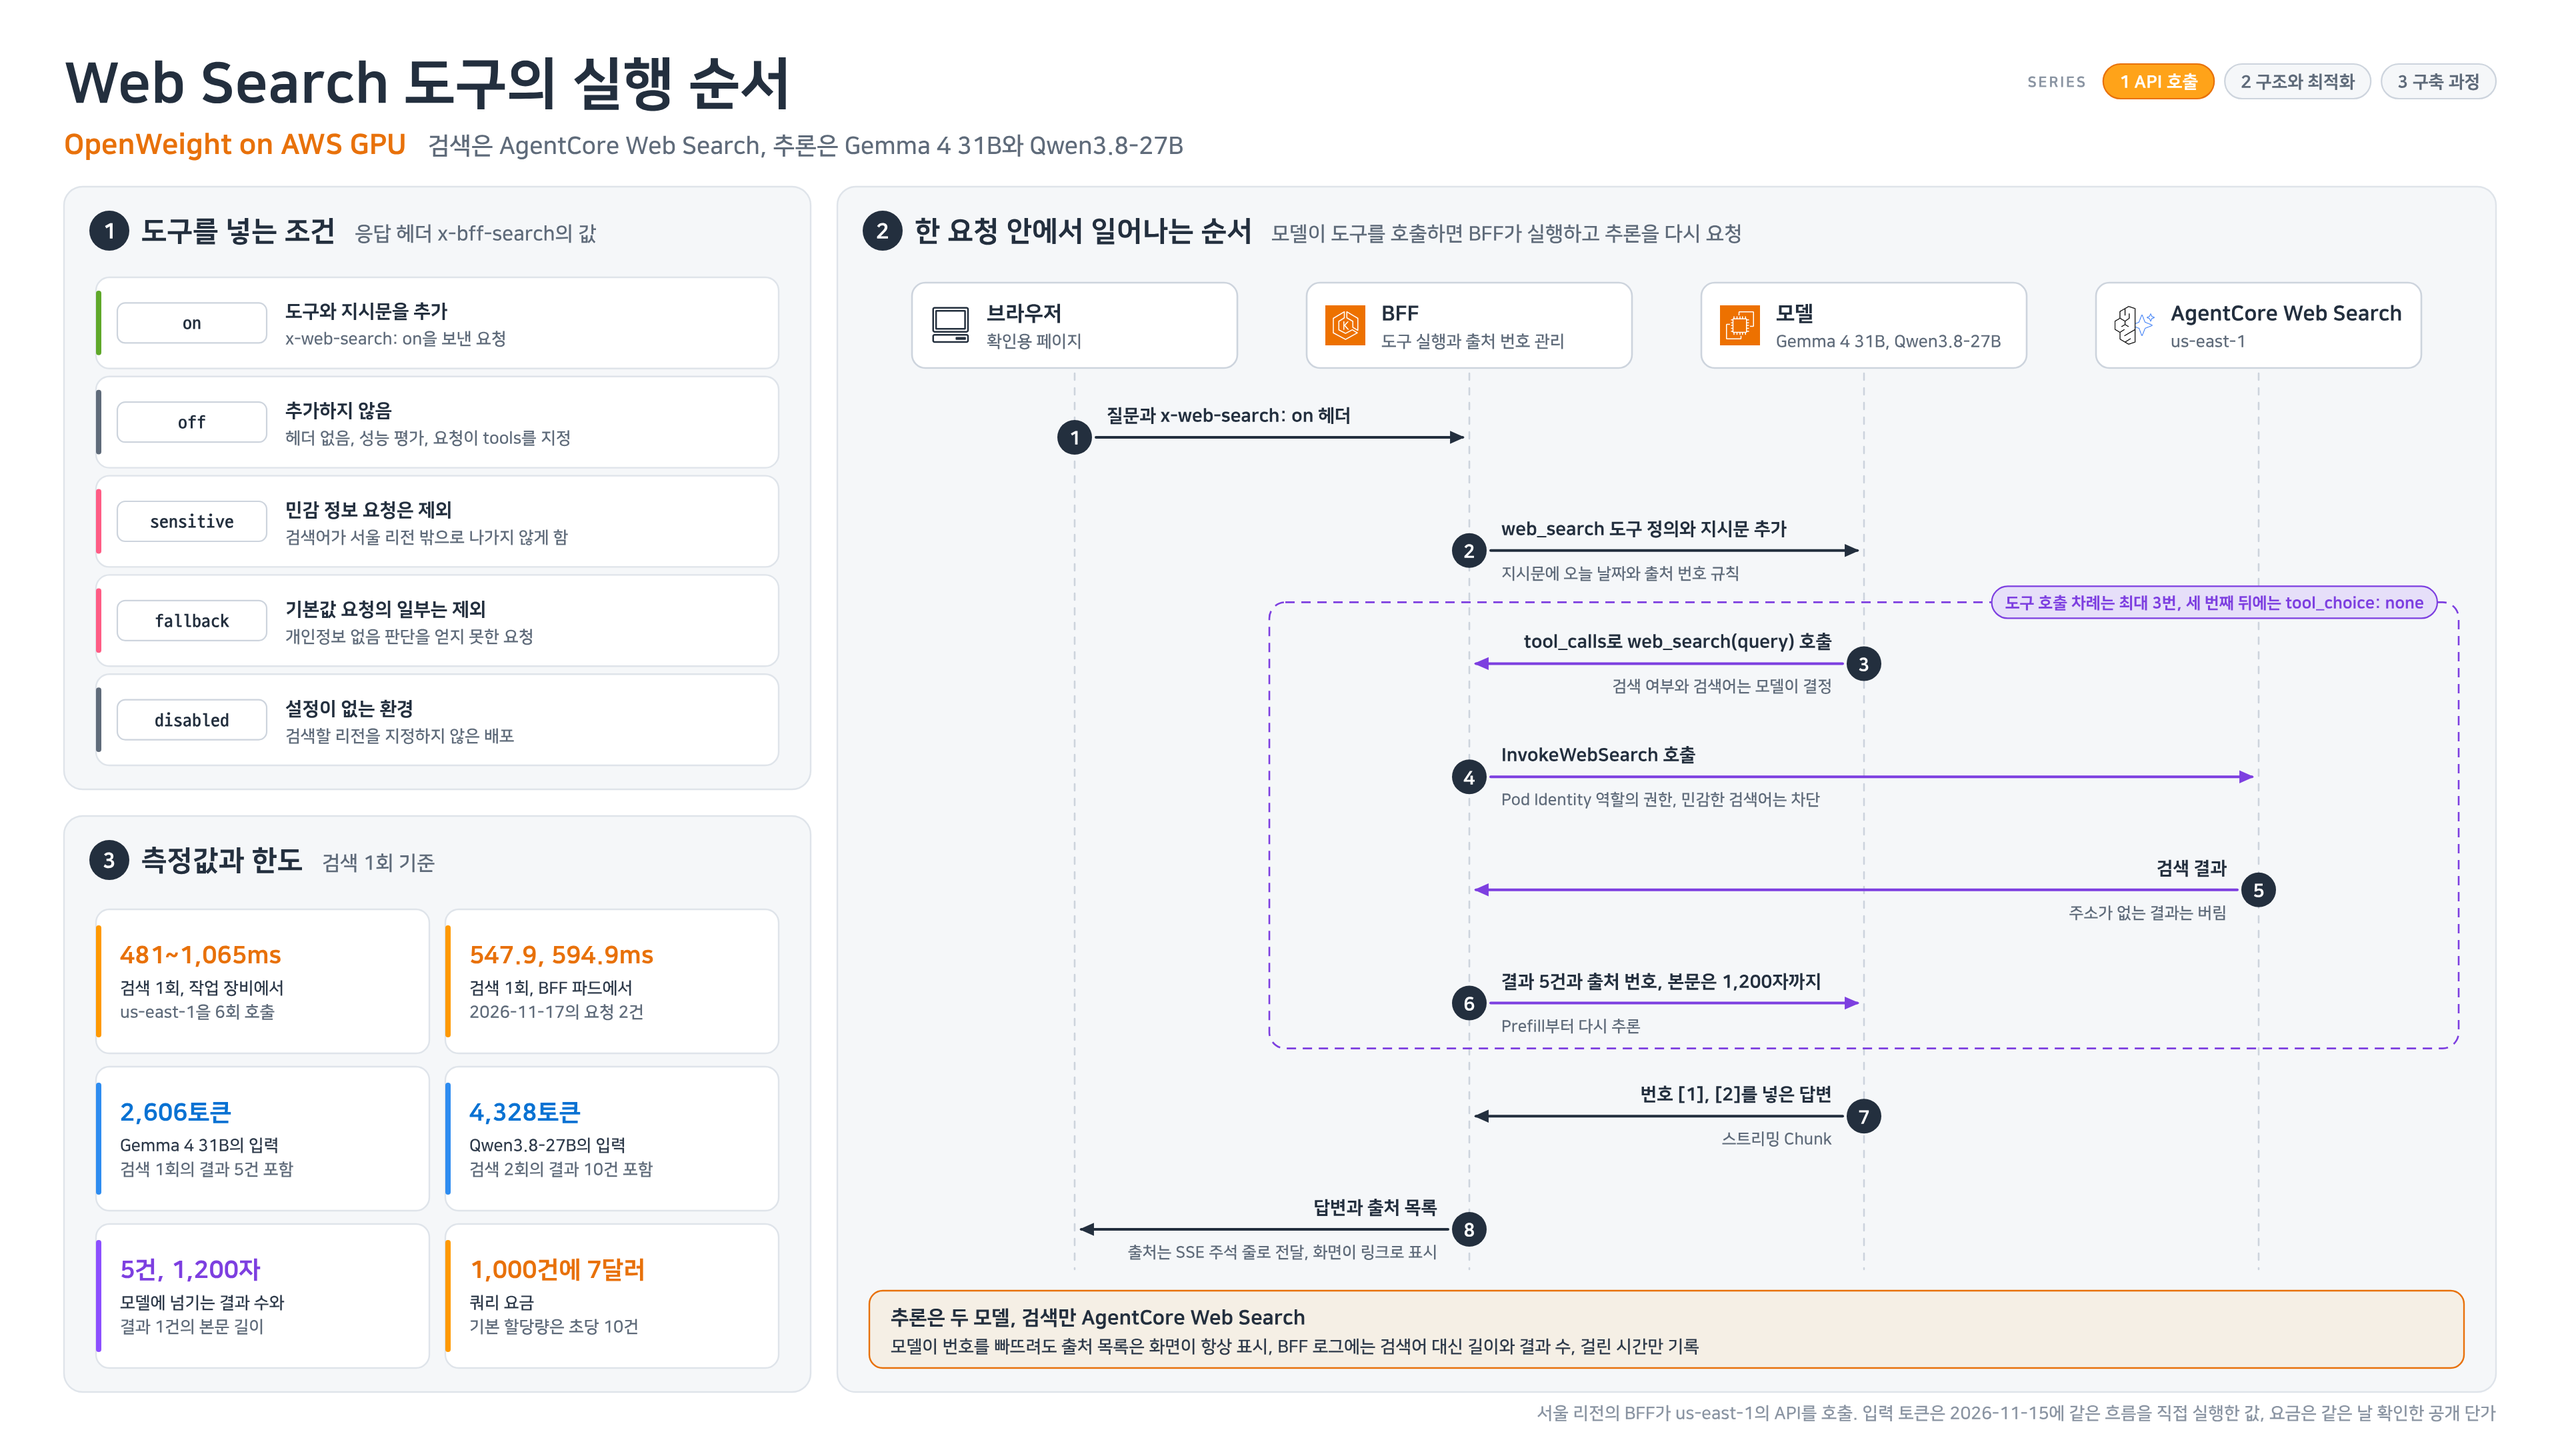 Web Search 도구의 실행 순서
SERIES
1 API 호출
2 구조와 최적화
3 구축 과정
OpenWeight on AWS GPU 검색은 AgentCore Web Search, 추론은 Gemma 4 31B와 Qwen3.8-27B
1 도구를 넣는 조건 응답 헤더 x-bff-search의 값
on
도구와 지시문을 추가
x-web-search: on을 보낸 요청
off
추가하지 않음
헤더 없음, 성능 평가, 요청이 tools를 지정
sensitive
민감 정보 요청은 제외
검색어가 서울 리전 밖으로 나가지 않게 함
fallback
기본값 요청의 일부는 제외
개인정보 없음 판단을 얻지 못한 요청
disabled
설정이 없는 환경
검색할 리전을 지정하지 않은 배포
2 한 요청 안에서 일어나는 순서 모델이 도구를 호출하면 BFF가 실행하고 추론을 다시 요청
브라우저
확인용 페이지
BFF
도구 실행과 출처 번호 관리
모델
Gemma 4 31B, Qwen3.8-27B
AgentCore Web Search
us-east-1
질문과 x-web-search: on 헤더
1
web_search 도구 정의와 지시문 추가
2
지시문에 오늘 날짜와 출처 번호 규칙
도구 호출 차례는 최대 3번, 세 번째 뒤에는 tool_choice: none
tool_calls로 web_search(query) 호출
3
검색 여부와 검색어는 모델이 결정
InvokeWebSearch 호출
4
Pod Identity 역할의 권한, 민감한 검색어는 차단
검색 결과
5
주소가 없는 결과는 버림
결과 5건과 출처 번호, 본문은 1,200자까지
6
Prefill부터 다시 추론
번호 [1], [2]를 넣은 답변
7
스트리밍 Chunk
답변과 출처 목록
8
출처는 SSE 주석 줄로 전달, 화면이 링크로 표시
추론은 두 모델, 검색만 AgentCore Web Search
모델이 번호를 빠뜨려도 출처 목록은 화면이 항상 표시, BFF 로그에는 검색어 대신 길이와 결과 수, 걸린 시간만 기록
3 측정값과 한도 검색 1회 기준
481~1,065ms
검색 1회, 작업 장비에서
us-east-1을 6회 호출
547.9, 594.9ms
검색 1회, BFF 파드에서
2026-11-17의 요청 2건
2,606토큰
Gemma 4 31B의 입력
검색 1회의 결과 5건 포함
4,328토큰
Qwen3.8-27B의 입력
검색 2회의 결과 10건 포함
5건, 1,200자
모델에 넘기는 결과 수와
결과 1건의 본문 길이
1,000건에 7달러
쿼리 요금
기본 할당량은 초당 10건
서울 리전의 BFF가 us-east-1의 API를 호출. 입력 토큰은 2026-11-15에 같은 흐름을 직접 실행한 값, 요금은 같은 날 확인한 공개 단가